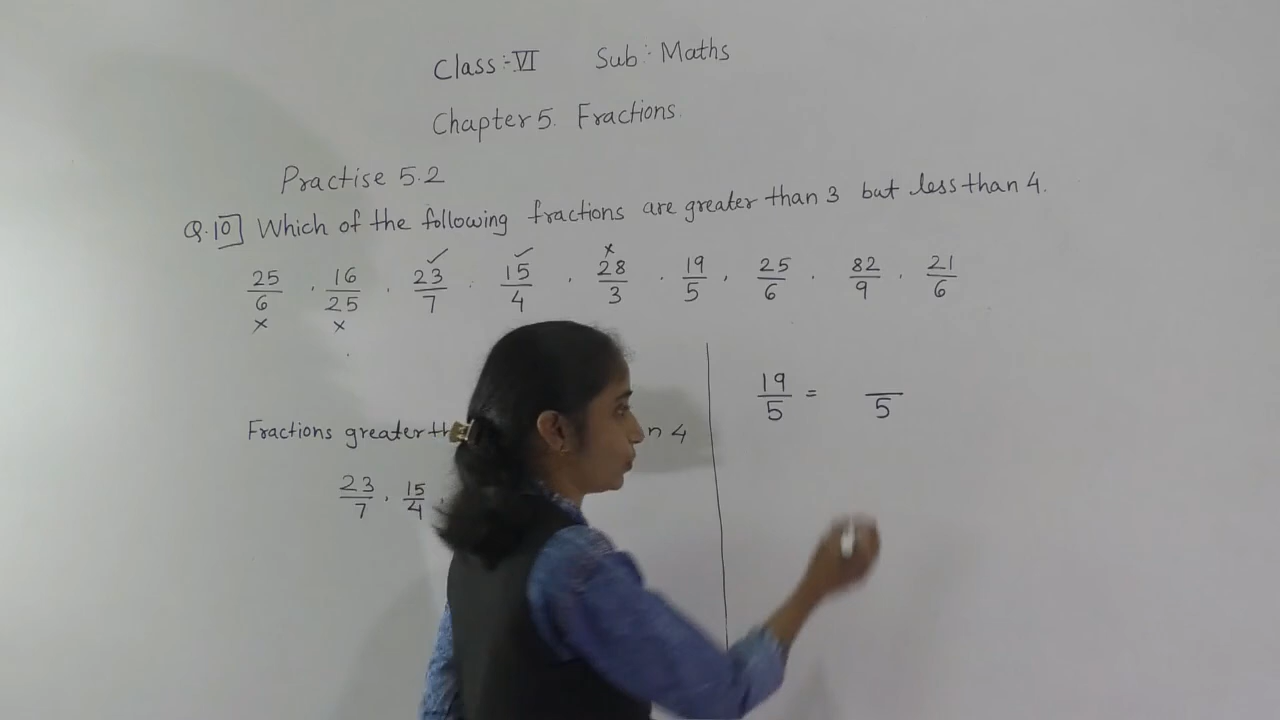 Class:-VI Sub:- Maths
Chapter 5. Fractions.
Practise 5.2
Q.10] Which of the following fractions are greater than 3 but less than 4.
25/6 , 16/25 , 23/7 , 15/4 , 28/3 , 19/5 , 25/6 , 82/9 , 21/6
19/5 = /5
Fractions greater 4
23/7 , 15/4